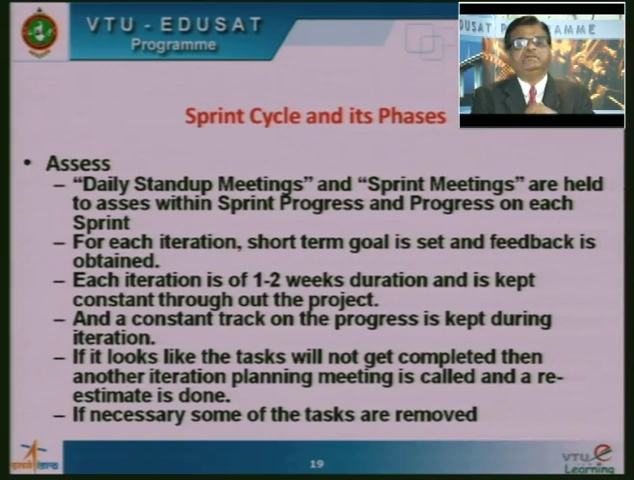 VTU - EDUSAT
Programme
EDUSAT P
RAMME
Sprint Cycle and its Phases
• Assess
– “Daily Standup Meetings” and “Sprint Meetings” are held
to asses within Sprint Progress and Progress on each
Sprint
– For each iteration, short term goal is set and feedback is
obtained.
– Each iteration is of 1-2 weeks duration and is kept
constant through out the project.
– And a constant track on the progress is kept during
iteration.
– If it looks like the tasks will not get completed then
another iteration planning meeting is called and a re-
estimate is done.
– If necessary some of the tasks are removed
19
VTU e
Learning